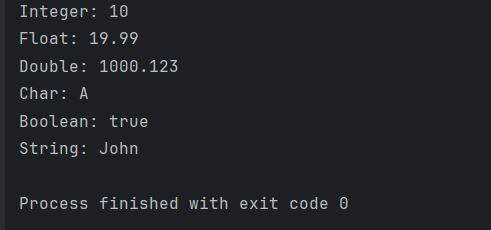 Integer: 10
Float: 19.99
Double: 1000.123
Char: A
Boolean: true
String: John
Process finished with exit code 0